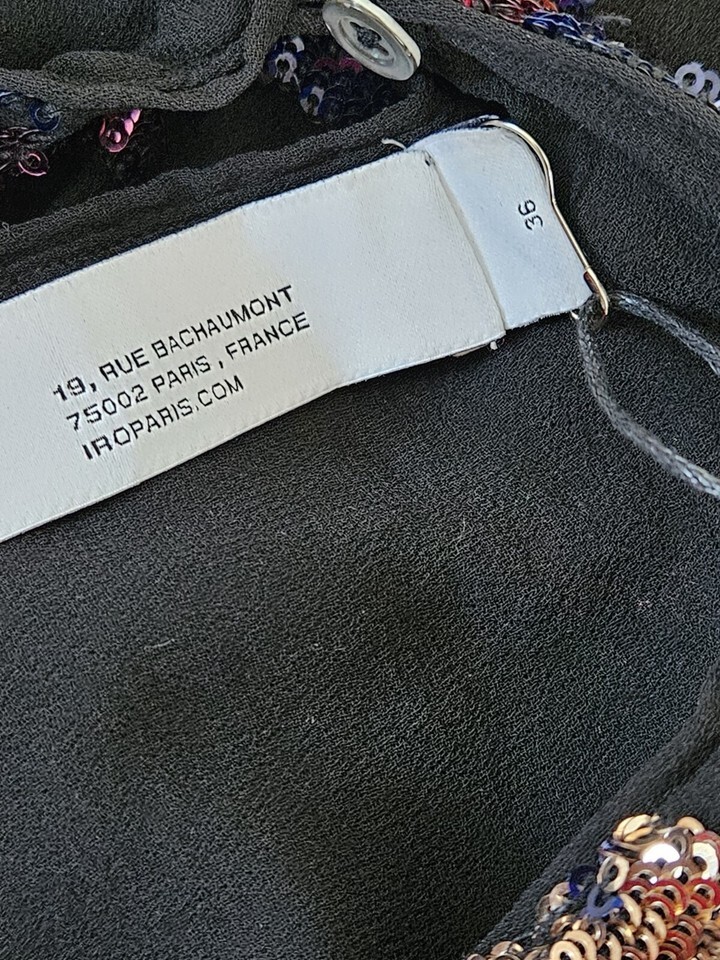 19, RUE BACHAUMONT
75002 PARIS , FRANCE
IROPARIS.COM
36